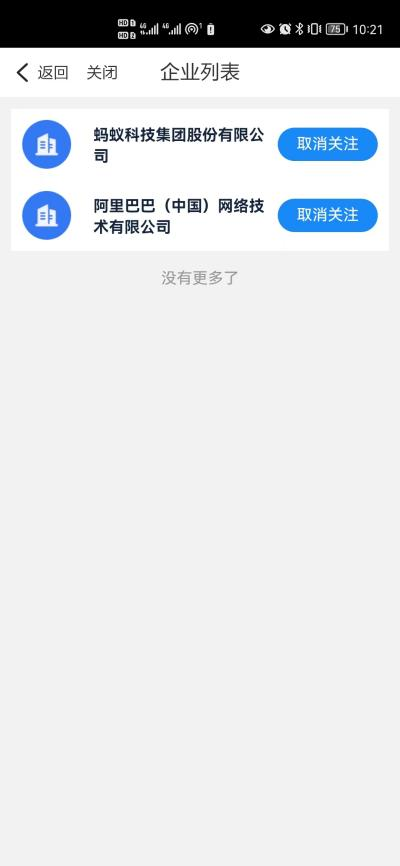 10:21
75
返回 关闭 企业列表
蚂蚁科技集团股份有限公
司
取消关注
阿里巴巴（中国）网络技
术有限公司
取消关注
没有更多了